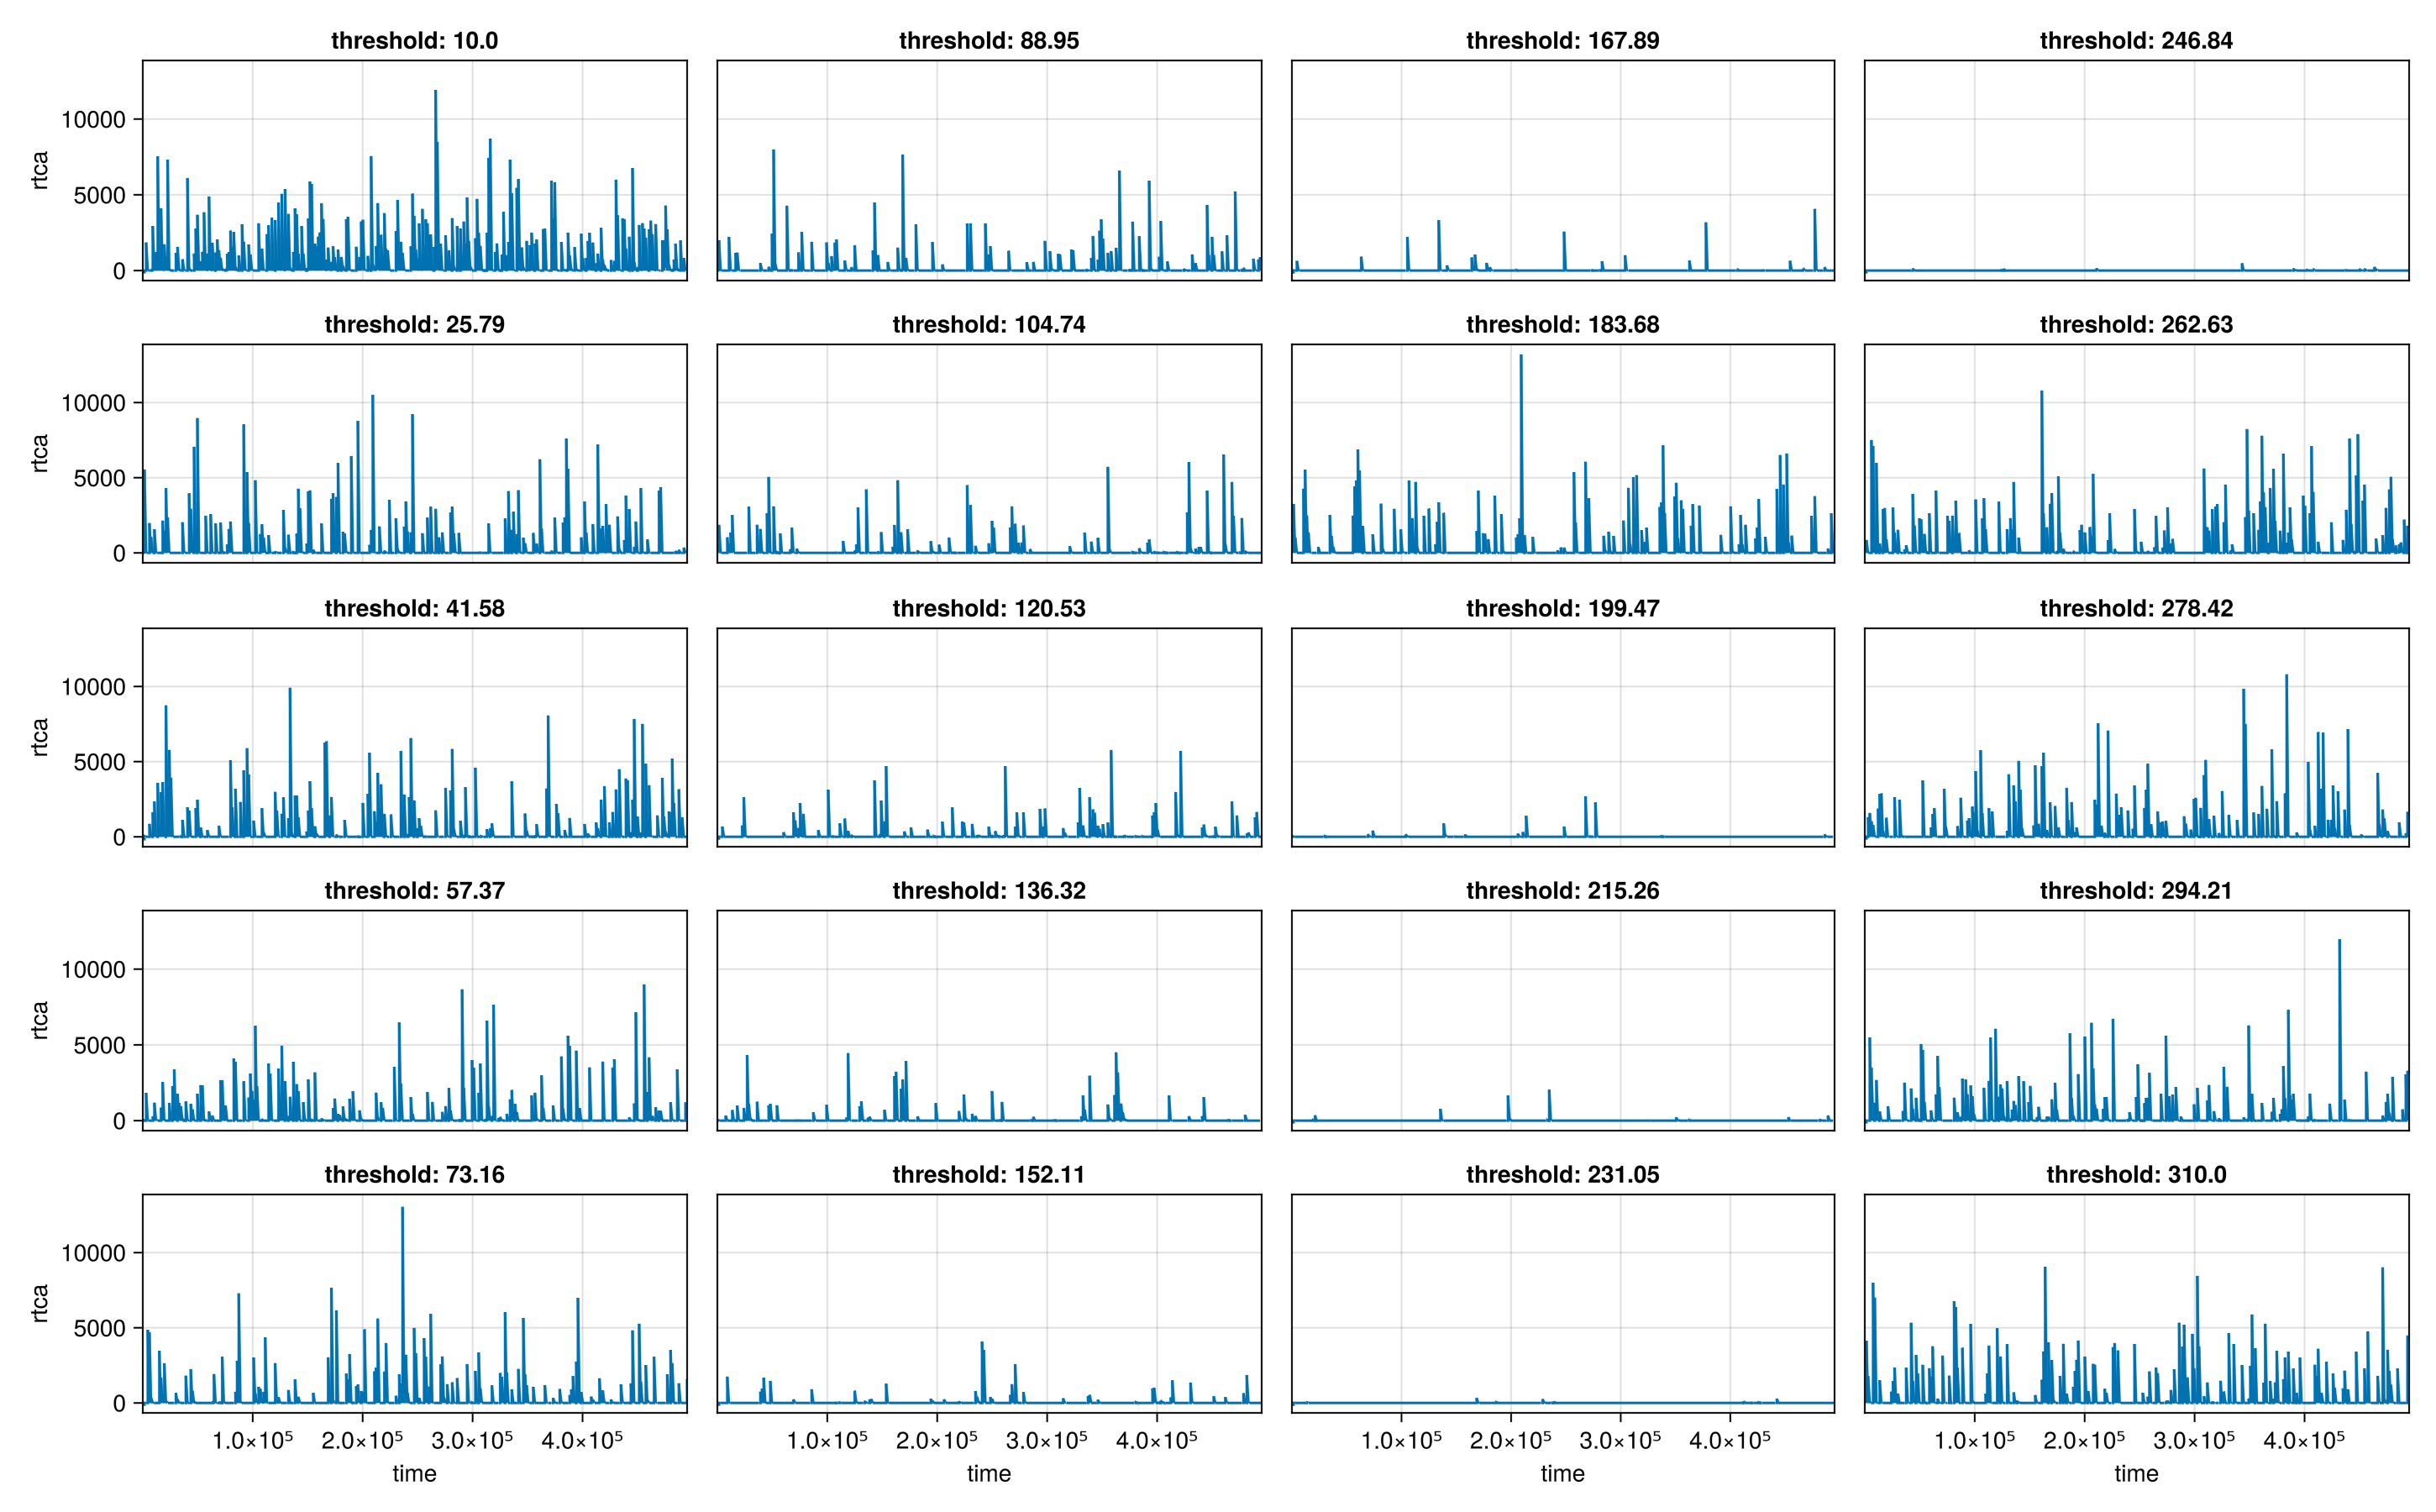 threshold: 10.0
threshold: 88.95
threshold: 167.89
threshold: 246.84
10000
5000
0
rtca
threshold: 25.79
threshold: 104.74
threshold: 183.68
threshold: 262.63
10000
5000
0
rtca
threshold: 41.58
threshold: 120.53
threshold: 199.47
threshold: 278.42
10000
5000
0
rtca
threshold: 57.37
threshold: 136.32
threshold: 215.26
threshold: 294.21
10000
5000
0
rtca
threshold: 73.16
threshold: 152.11
threshold: 231.05
threshold: 310.0
10000
5000
0
rtca
1.0×10⁵ 2.0×10⁵ 3.0×10⁵ 4.0×10⁵
1.0×10⁵ 2.0×10⁵ 3.0×10⁵ 4.0×10⁵
1.0×10⁵ 2.0×10⁵ 3.0×10⁵ 4.0×10⁵
1.0×10⁵ 2.0×10⁵ 3.0×10⁵ 4.0×10⁵
time
time
time
time